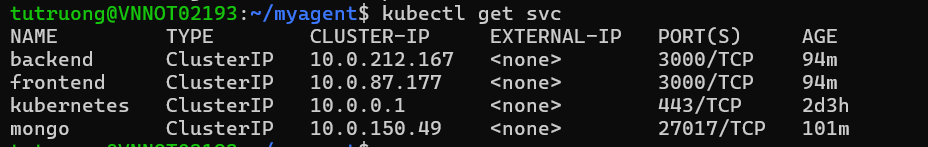 tutruong@VNNOT02193:~/myagent$ kubectl get svc
NAME         TYPE        CLUSTER-IP     EXTERNAL-IP   PORT(S)     AGE
backend      ClusterIP   10.0.212.167   <none>        3000/TCP    94m
frontend     ClusterIP   10.0.87.177    <none>        3000/TCP    94m
kubernetes   ClusterIP   10.0.0.1       <none>        443/TCP     2d3h
mongo        ClusterIP   10.0.150.49    <none>        27017/TCP   101m